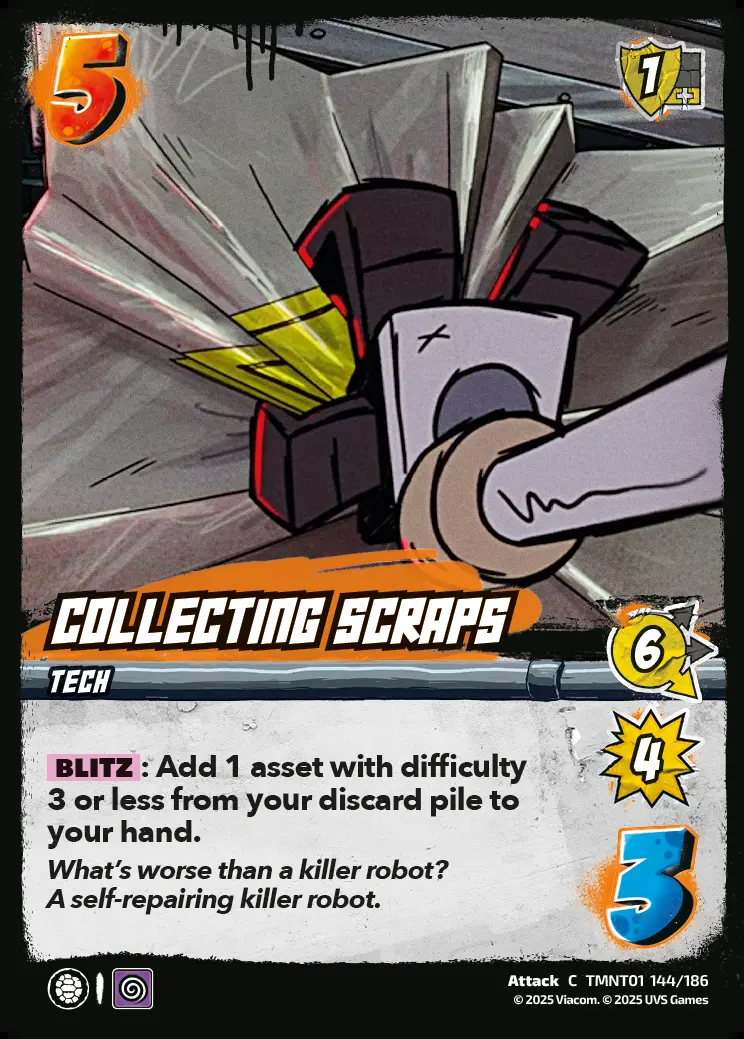 5
1
COLLECTING SCRAPS
6
TECH
4
BLITZ: Add 1 asset with difficulty
3 or less from your discard pile to
your hand.
What's worse than a killer robot?
A self-repairing killer robot.
3
Attack C TMNT01 144/186
© 2025 Viacom. © 2025 UVS Games